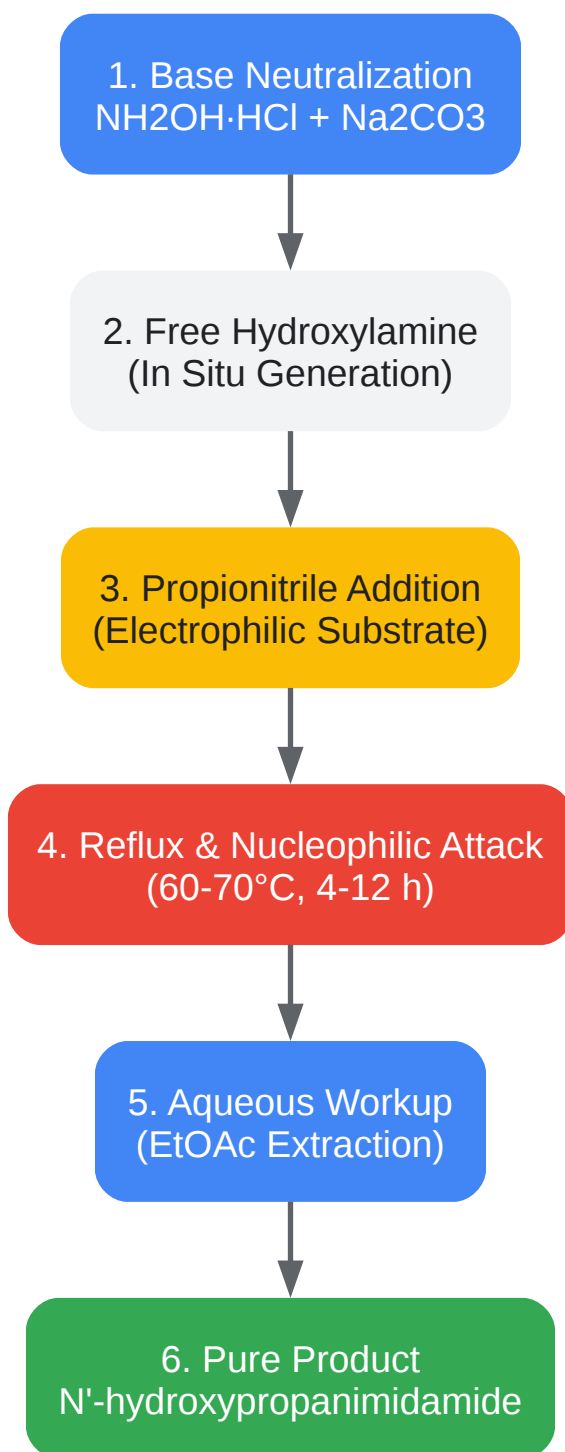 1. Base Neutralization
NH2OH·HCl + Na2CO3
2. Free Hydroxylamine
(In Situ Generation)
3. Propionitrile Addition
(Electrophilic Substrate)
4. Reflux & Nucleophilic Attack
(60-70°C, 4-12 h)
5. Aqueous Workup
(EtOAc Extraction)
6. Pure Product
N'-hydroxypropanimidamide